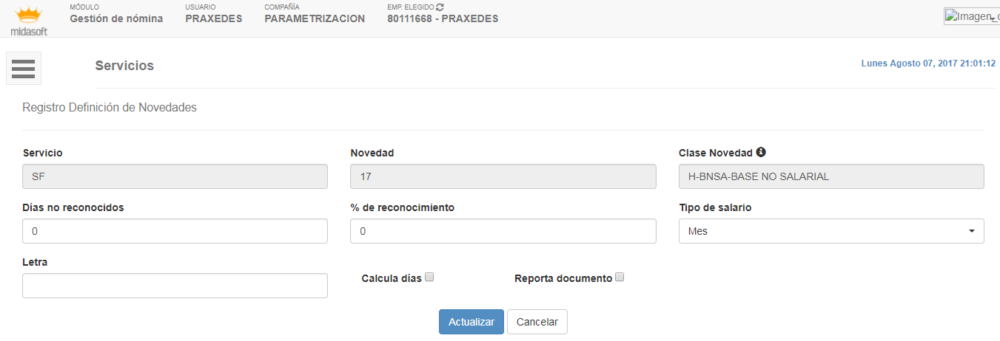 MÓDULO USUARIO COMPAÑÍA EMP. ELEGIDO
Gestión de nómina PRAXEDES PARAMETRIZACION 80111668 - PRAXEDES
midasoft
Imagen_
Servicios
Lunes Agosto 07, 2017 21:01:12
Registro Definición de Novedades
Servicio Novedad Clase Novedad
SF 17 H-BNSA-BASE NO SALARIAL
Días no reconocidos % de reconocimiento Tipo de salario
0 0 Mes
Letra
Calcula días Reporta documento
Actualizar Cancelar